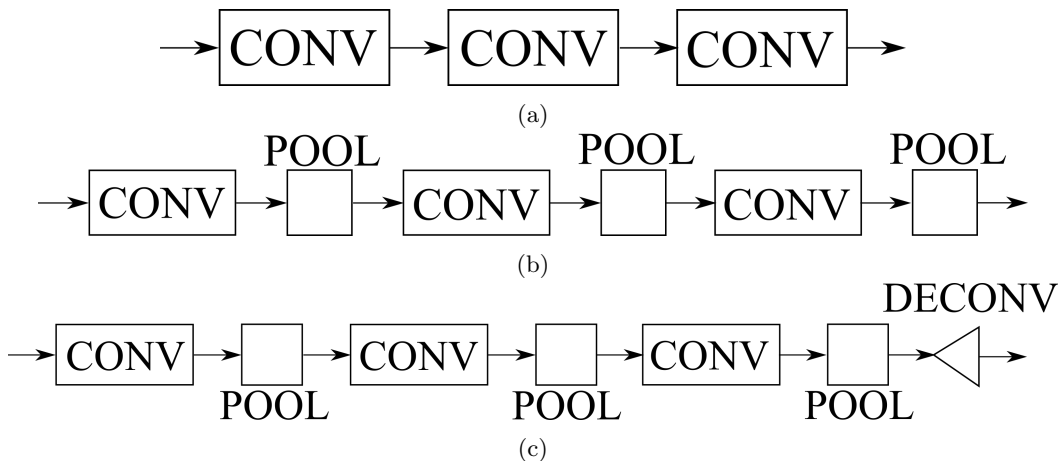 CONV CONV CONV
(a)
POOL POOL POOL
CONV CONV CONV
(b)
DECONV
CONV CONV CONV
POOL POOL POOL
(c)